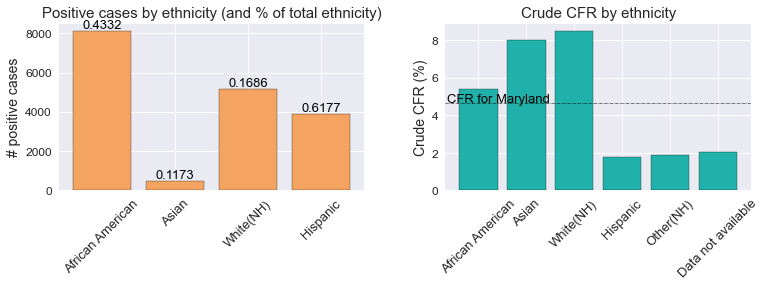 Positive cases by ethnicity (and % of total ethnicity)
# positive cases
8000
6000
4000
2000
0
0.4332
0.1173
0.1686
0.6177
African American
Asian
White(NH)
Hispanic
Crude CFR by ethnicity
Crude CFR (%)
8
6
4
2
0
CFR for Maryland
African American
Asian
White(NH)
Hispanic
Other(NH)
Data not available